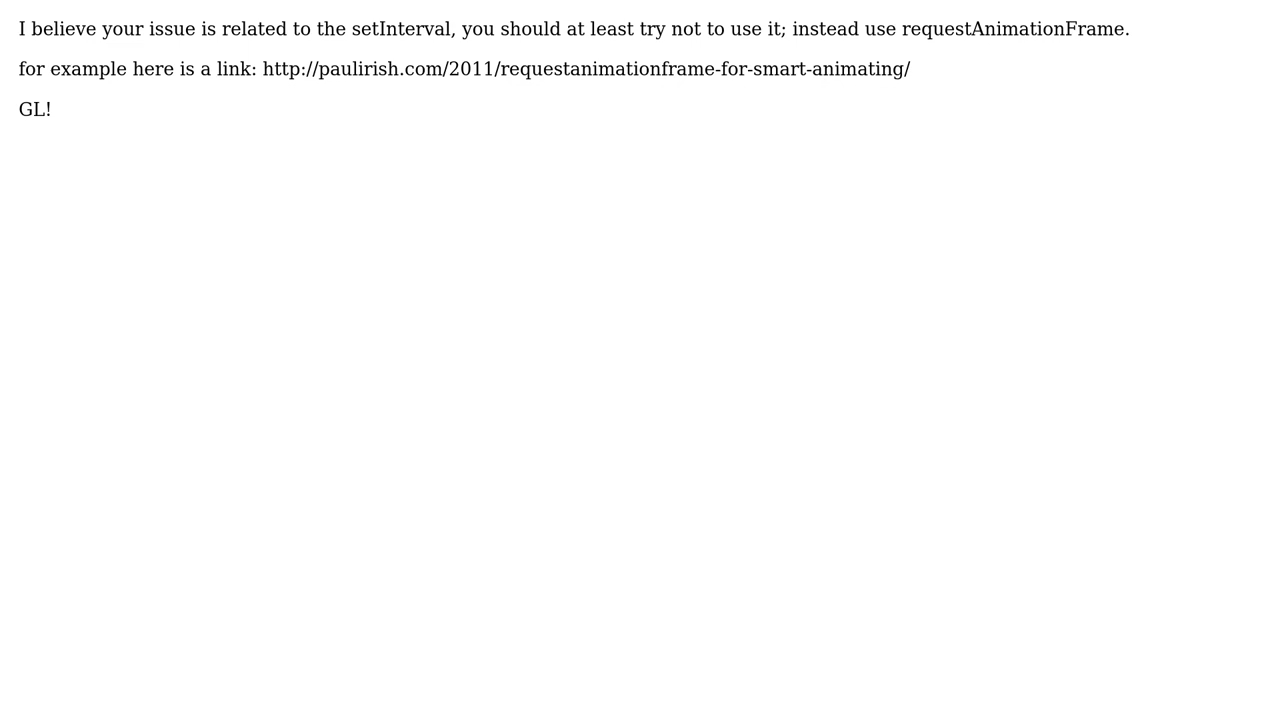 I believe your issue is related to the setInterval, you should at least try not to use it; instead use requestAnimationFrame.
for example here is a link: http://paulirish.com/2011/requestanimationframe-for-smart-animating/
GL!